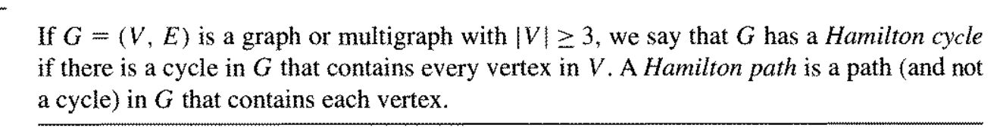 If G = (V, E) is a graph or multigraph with |V| ≥ 3, we say that G has a Hamilton cycle
if there is a cycle in G that contains every vertex in V. A Hamilton path is a path (and not
a cycle) in G that contains each vertex.